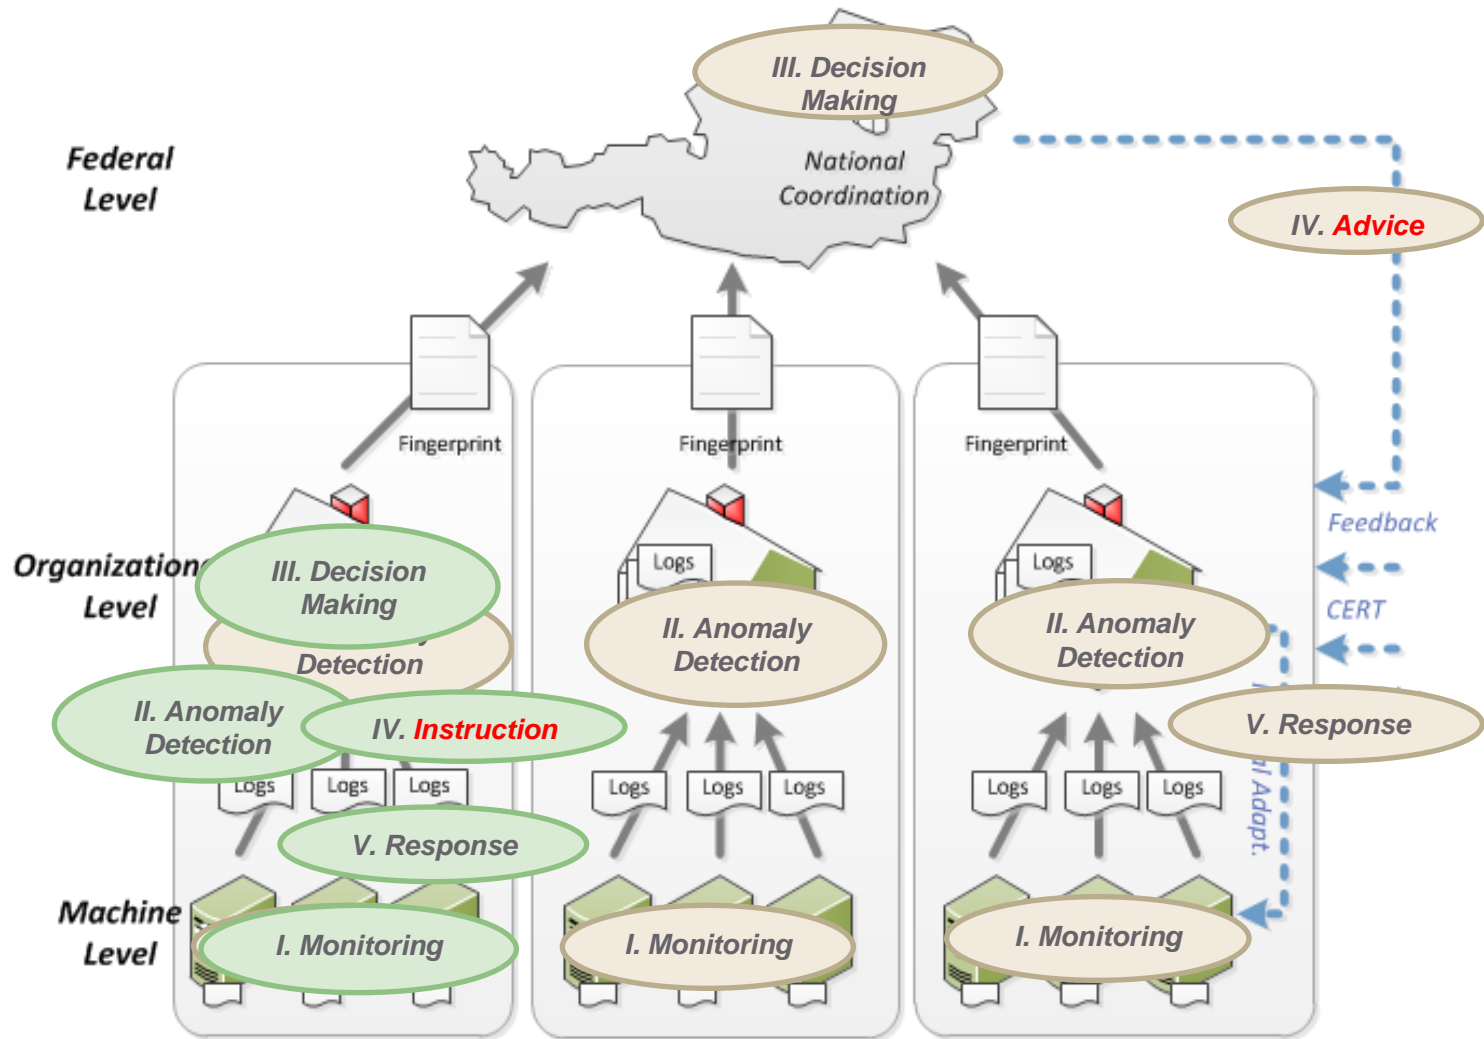 III. Decision
Making
Federal
Level
National
Coordination
IV. Advice
Fingerprint
Fingerprint
Fingerprint
Feedback
Logs
Logs
Organization
Level
III. Decision
Making
CERT
II. Anomaly
Detection
II. Anomaly
Detection
Detection
II. Anomaly
Detection
IV. Instruction
V. Response
Logs
Logs
Logs
Logs
Logs
Logs
Logs
Logs
Logs
Adapt.
V. Response
Machine
Level
I. Monitoring
I. Monitoring
I. Monitoring